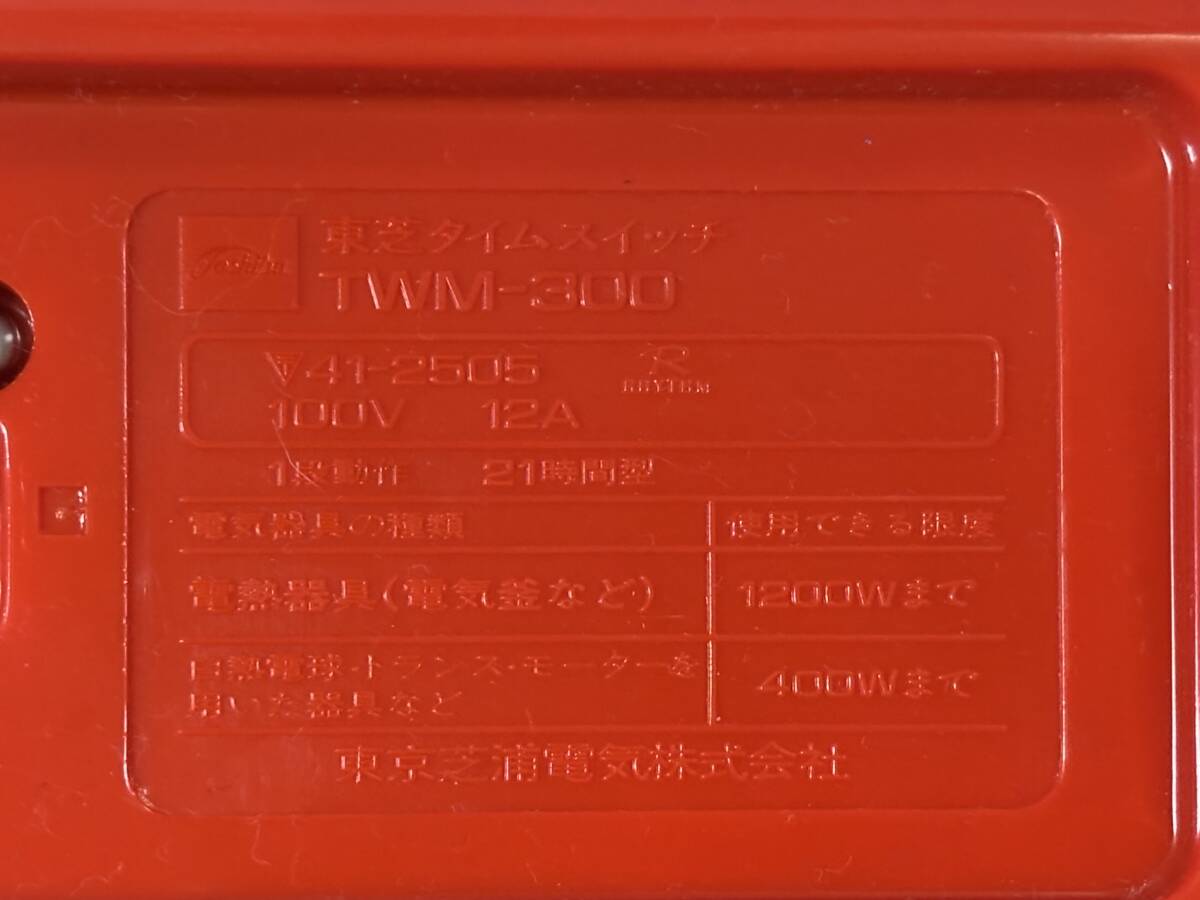 Toshiba
東芝タイムスイッチ
TWM-300
41-2505
R
RHYTHM
100V 12A
1段動作 21時間型
電気器具の種類 使用できる限度
電熱器具(電気釜など) 1200Wまで
白熱電球・トランス・モーターを
用いた器具など 400Wまで
東京芝浦電気株式会社